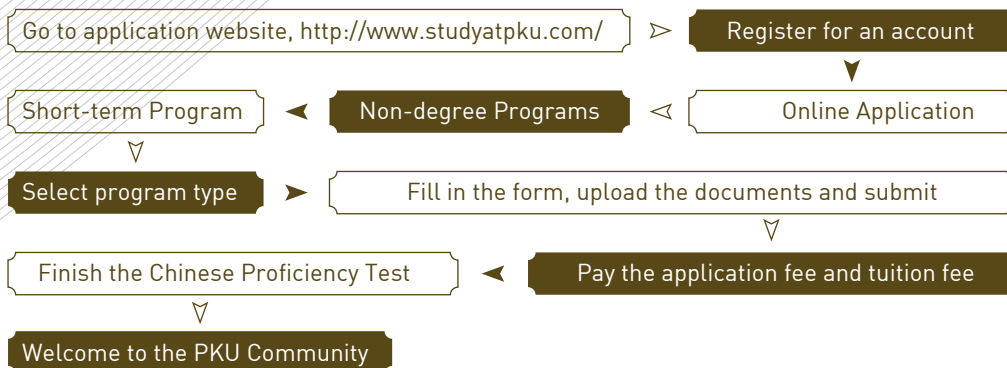 Go to application website, http://www.studyatpku.com/
Register for an account
Online Application
Non-degree Programs
Short-term Program
Select program type
Fill in the form, upload the documents and submit
Pay the application fee and tuition fee
Finish the Chinese Proficiency Test
Welcome to the PKU Community